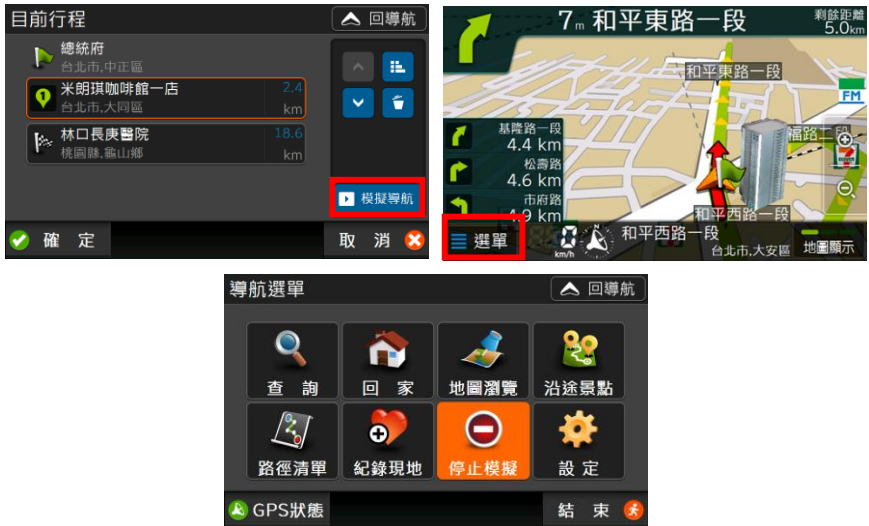 目前行程
回導航
總統府
台北市,中正區
米朗琪咖啡館一店
2.4
台北市,大同區
km
林口長庚醫院
18.6
桃園縣,龜山鄉
km
模擬導航
確 定
取 消
7m 和平東路一段
剩餘距離
5.0km
和平東路一段
FM
基隆路一段
4.4 km
福路二段
松壽路
4.6 km
市府路
4.9 km
和平西路一段
選單
0
km/h
和平西路一段
台北市,大安區
地圖顯示
導航選單
回導航
查 詢
回 家
地圖瀏覽
沿途景點
路徑清單
紀錄現地
停止模擬
設 定
GPS狀態
結 束